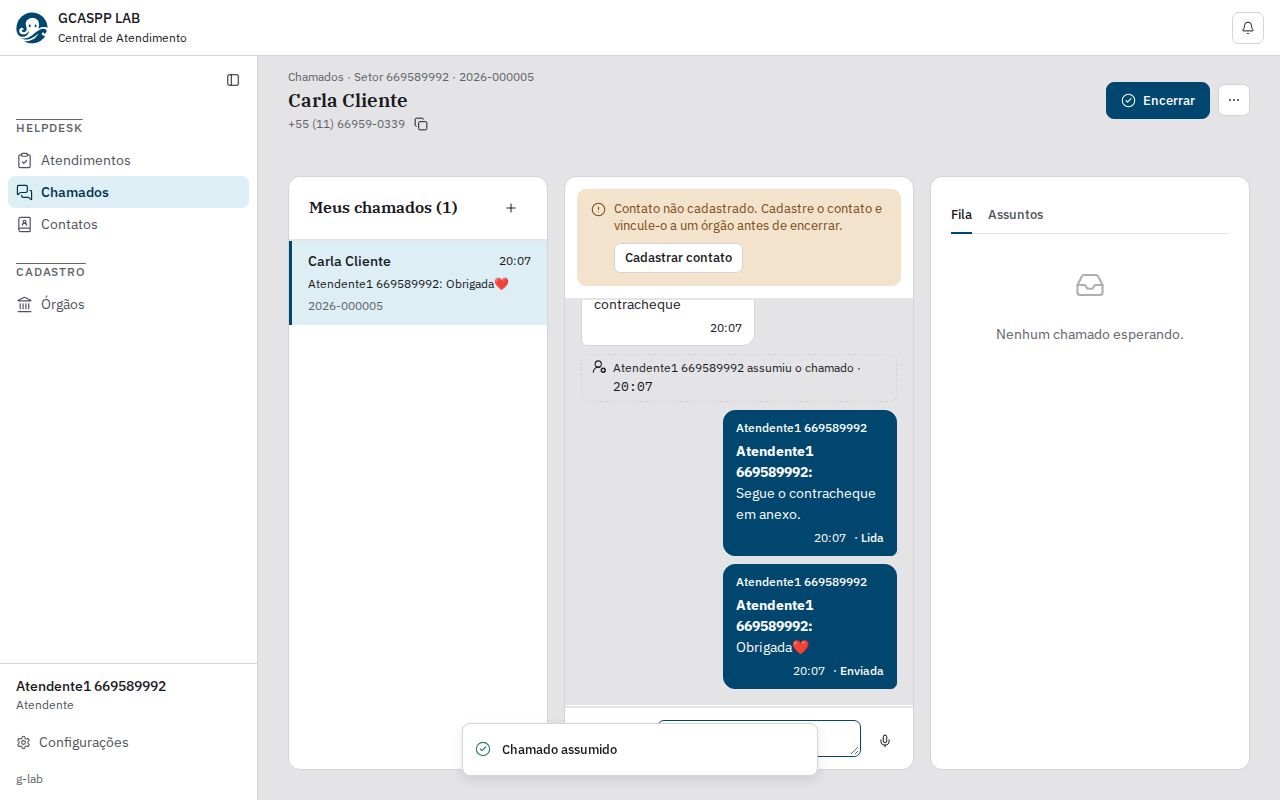 GCASPP LAB
Central de Atendimento
HELPDESK
Atendimentos
Chamados
Contatos
CADASTRO
Órgãos
Atendente1 669589992
Atendente
Configurações
g-lab
Chamados · Setor 669589992 · 2026-000005
Carla Cliente
+55 (11) 66959-0339
Encerrar
Meus chamados (1)
Carla Cliente 20:07
Atendente1 669589992: Obrigada❤️
2026-000005
Contato não cadastrado. Cadastre o contato e
vincule-o a um órgão antes de encerrar.
Cadastrar contato
contracheque
20:07
Atendente1 669589992 assumiu o chamado ·
20:07
Atendente1 669589992
Atendente1
669589992:
Segue o contracheque
em anexo.
20:07 · Lida
Atendente1 669589992
Atendente1
669589992:
Obrigada❤️
20:07 · Enviada
Chamado assumido
Fila Assuntos
Nenhum chamado esperando.